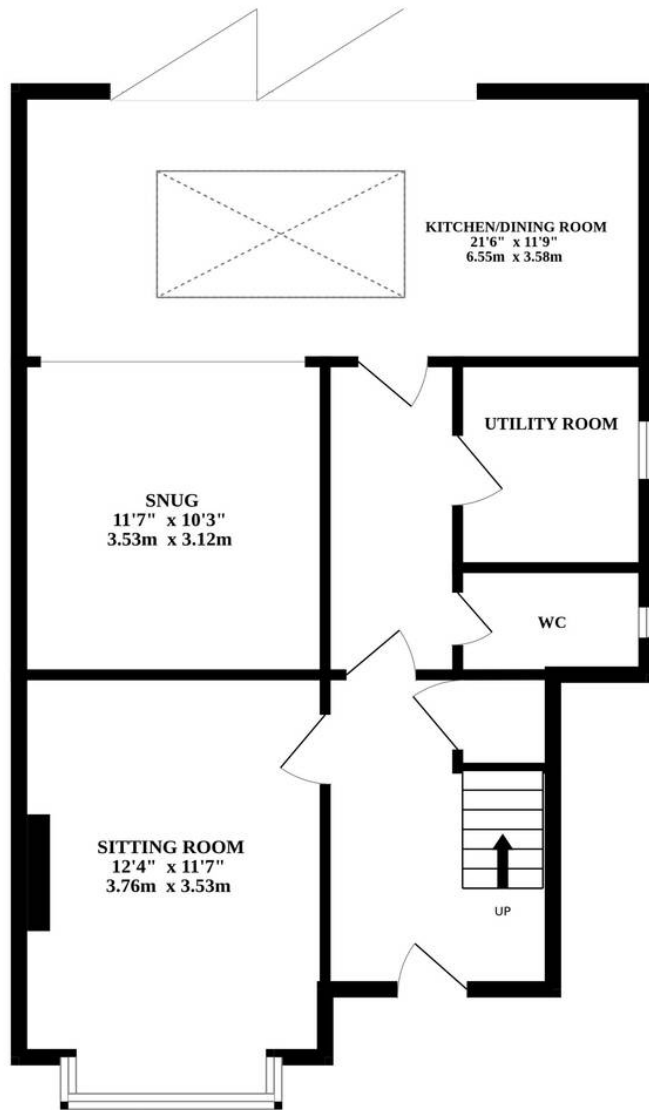 KITCHEN/DINING ROOM
21'6" x 11'9"
6.55m x 3.58m
UTILITY ROOM
SNUG
11'7" x 10'3"
3.53m x 3.12m
WC
SITTING ROOM
12'4" x 11'7"
3.76m x 3.53m
UP